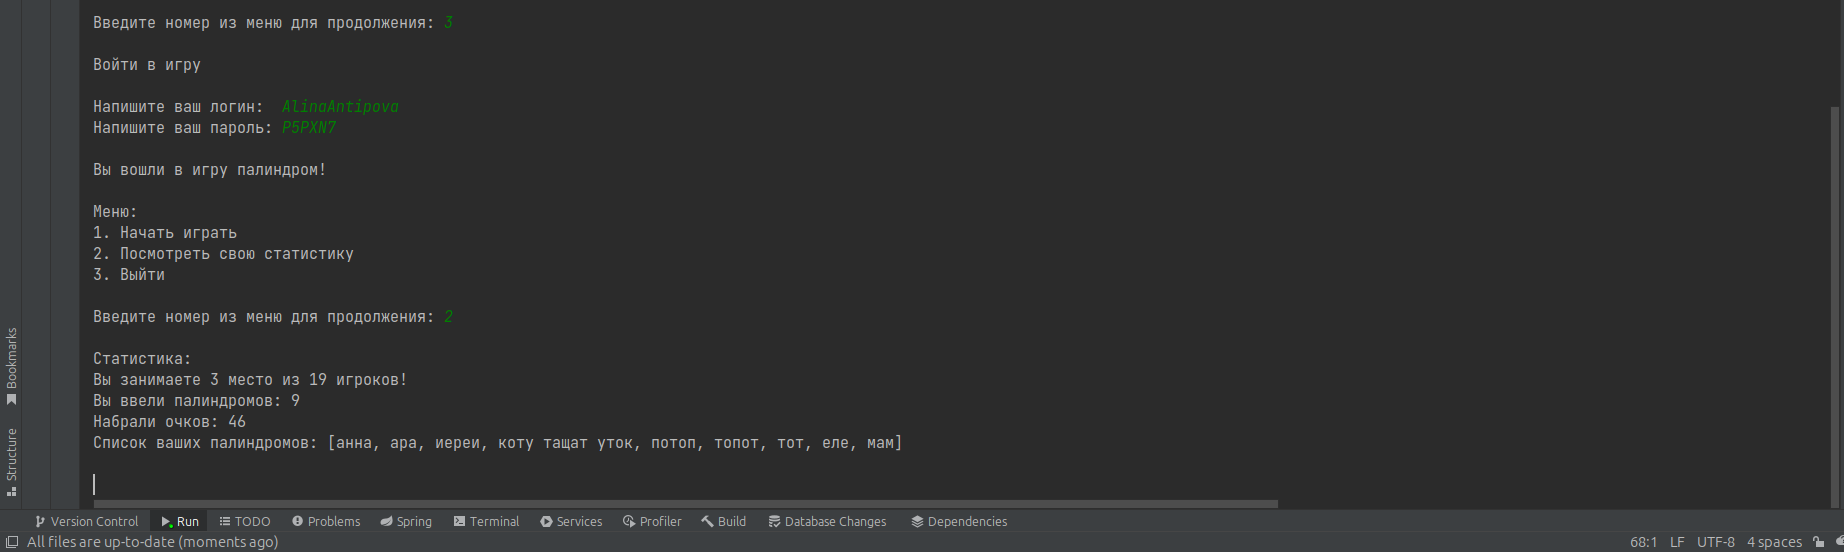 Введите номер из меню для продолжения: 3
Войти в игру
Напишите ваш логин:  AlinaAntipova
Напишите ваш пароль: P5PXN7
Вы вошли в игру палиндром!
Меню:
1. Начать играть
2. Посмотреть свою статистику
3. Выйти
Введите номер из меню для продолжения: 2
Статистика:
Вы занимаете 3 место из 19 игроков!
Вы ввели палиндромов: 9
Набрали очков: 46
Список ваших палиндромов: [анна, ара, иереи, коту тащат уток, потоп, топот, тот, еле, мам]
Bookmarks
Structure
Version Control Run TODO Problems Spring Terminal Services Profiler Build Database Changes Dependencies
All files are up-to-date (moments ago) 68:1 LF UTF-8 4 spaces